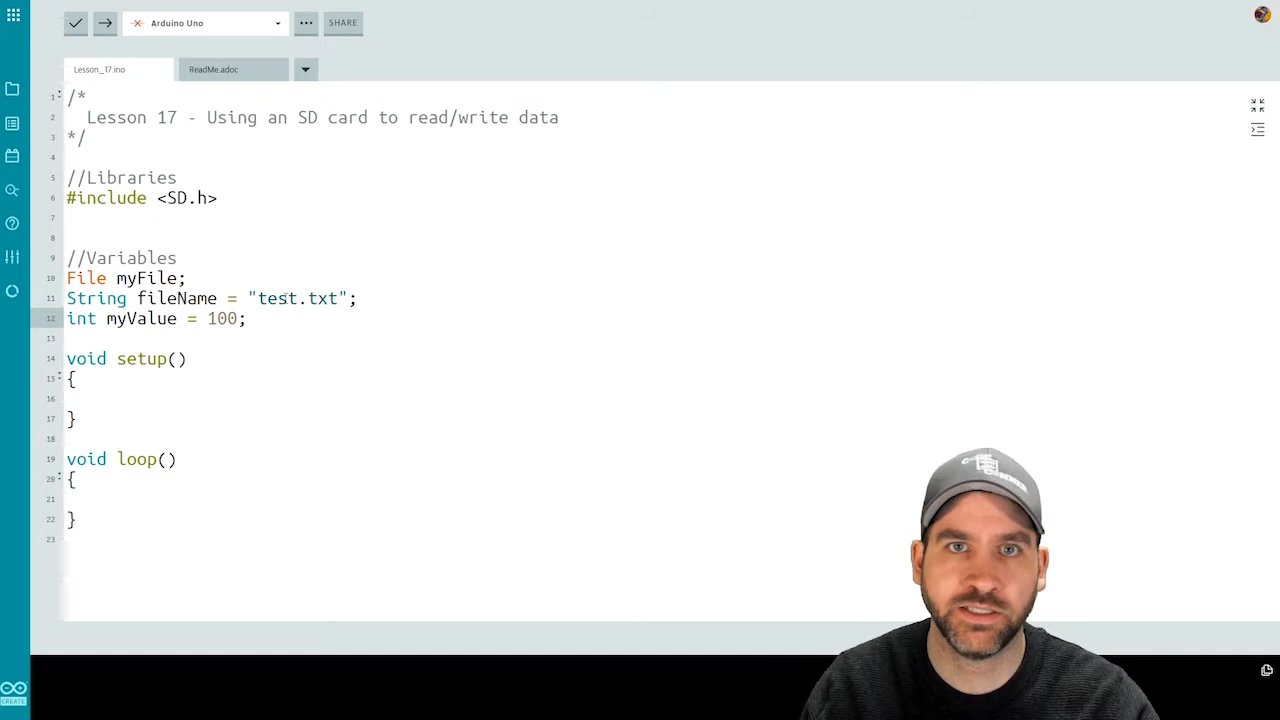 Arduino Uno
SHARE
Lesson_17.ino
ReadMe.adoc
1 /*
2 Lesson 17 - Using an SD card to read/write data
3 */
4
5 //Libraries
6 #include <SD.h>
7
8
9 //Variables
10 File myFile;
11 String fileName = "test.txt";
12 int myValue = 100;
13
14 void setup()
15 {
16
17 }
18
19 void loop()
20 {
21
22 }
23
CREATE